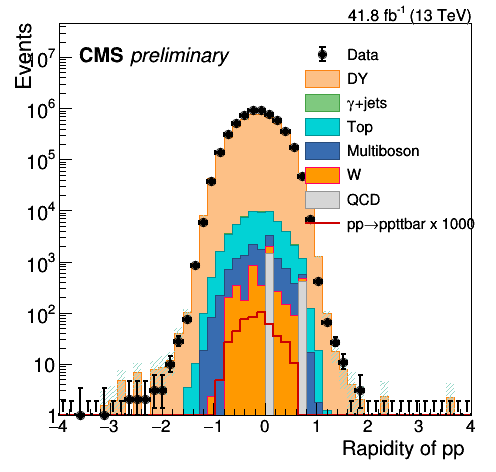 41.8 fb⁻¹ (13 TeV)
Events
CMS preliminary
Data
DY
γ+jets
Top
Multiboson
W
QCD
pp→ppttbar x 1000
10⁷
10⁶
10⁵
10⁴
10³
10²
10
1
−4 −3 −2 −1 0 1 2 3 4
Rapidity of pp